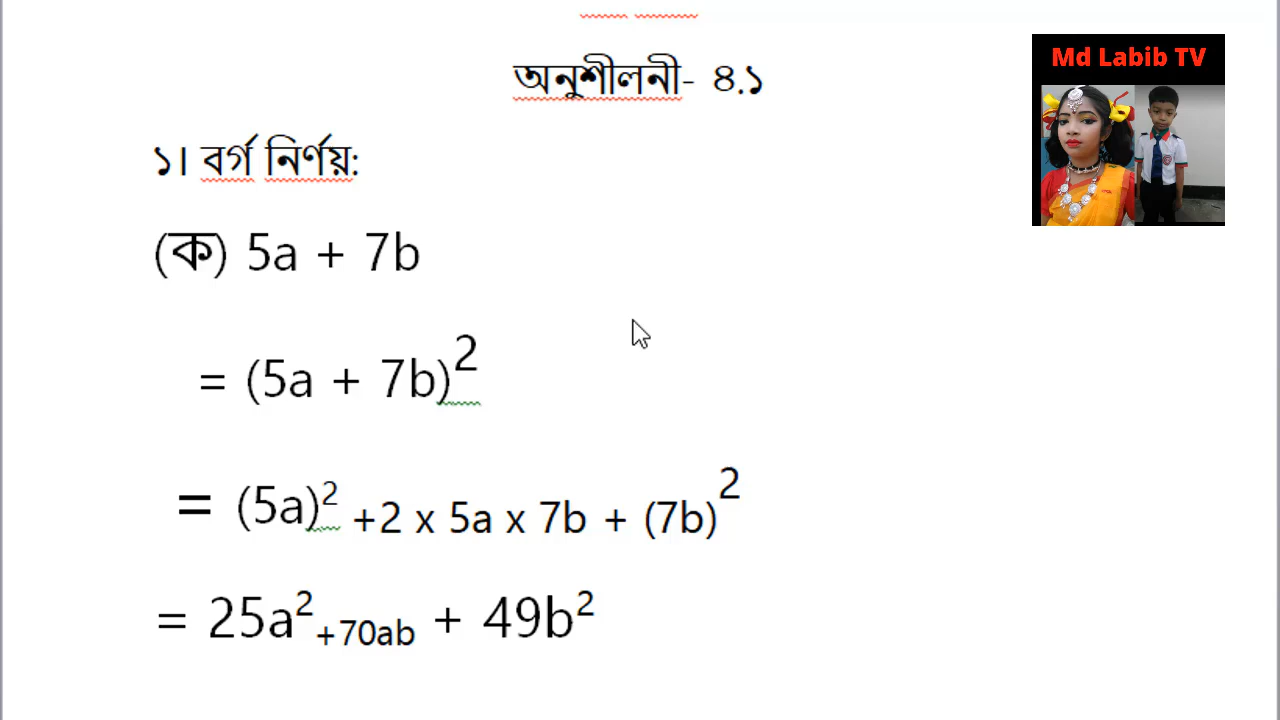 অনুশীলনী- ৪.১
Md Labib TV
১। বর্গ নির্ণয়:
(ক) 5a + 7b
= (5a + 7b)²
= (5a)² +2 x 5a x 7b + (7b)²
= 25a² +70ab + 49b²